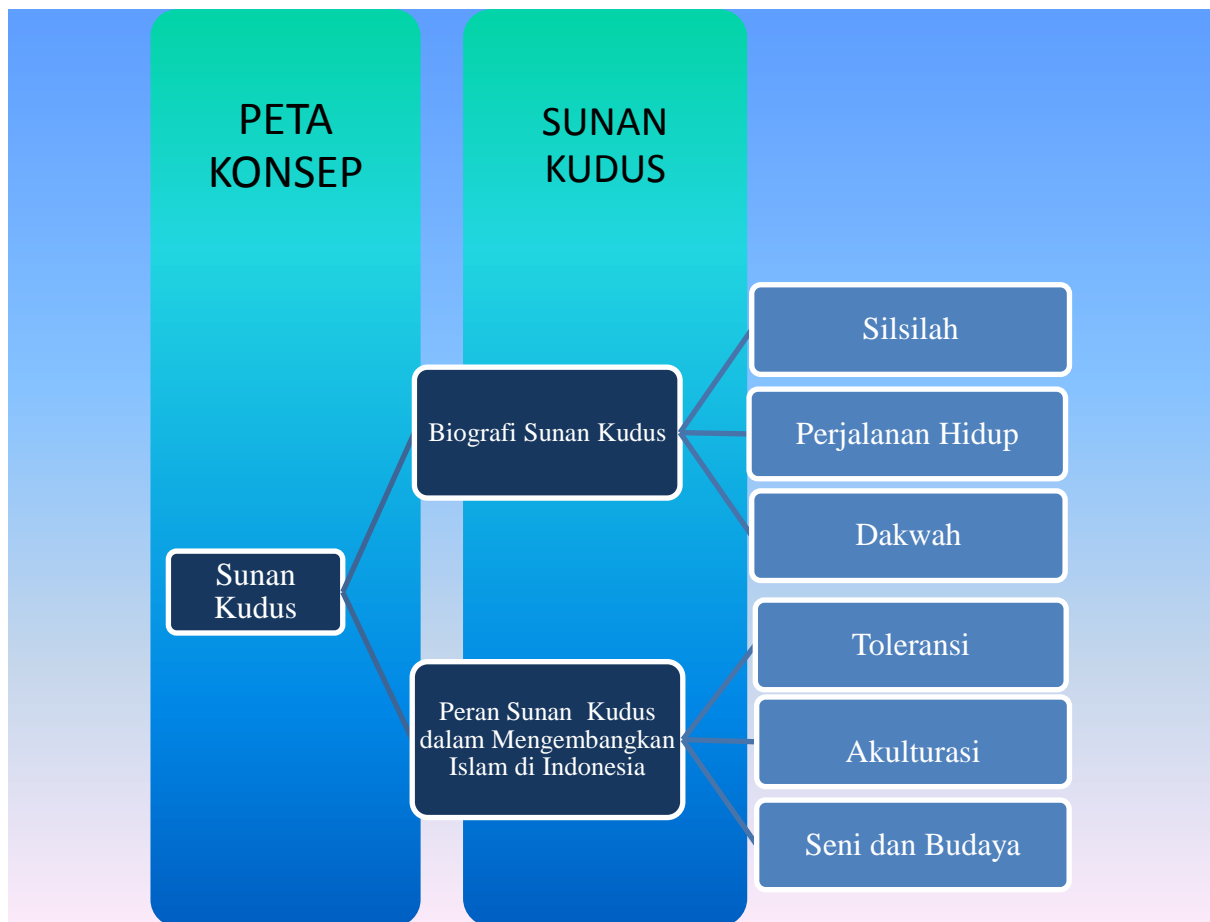 PETA
KONSEP
SUNAN
KUDUS
Sunan
Kudus
Biografi Sunan Kudus
Silsilah
Perjalanan Hidup
Dakwah
Peran Sunan Kudus
dalam Mengembangkan
Islam di Indonesia
Toleransi
Akulturasi
Seni dan Budaya